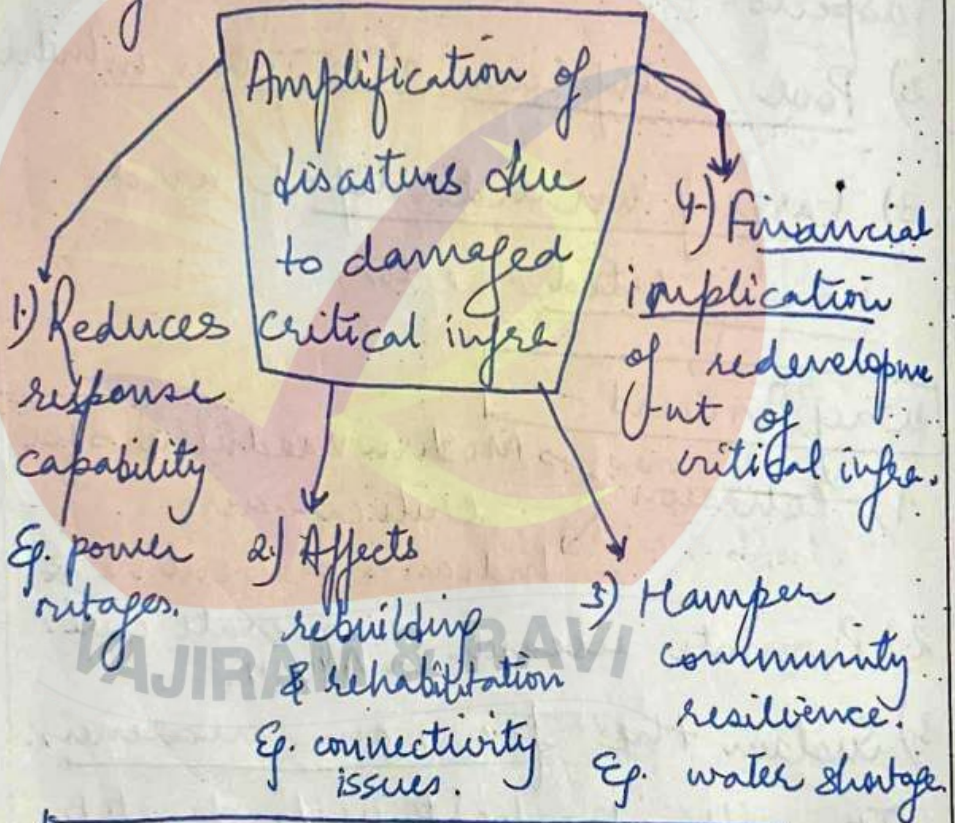 Amplification of
disasters due
to damaged
critical infra
1.) Reduces
response
capability
Eg. power
outages.
2.) Affects
rebuilding
& rehabilitation
Eg. connectivity
issues.
3.) Hamper
community
resilience.
Eg. water shortage.
4.) Financial
implication
of redevelopme
-nt of
critical infra.
VAJIRAM & RAVI